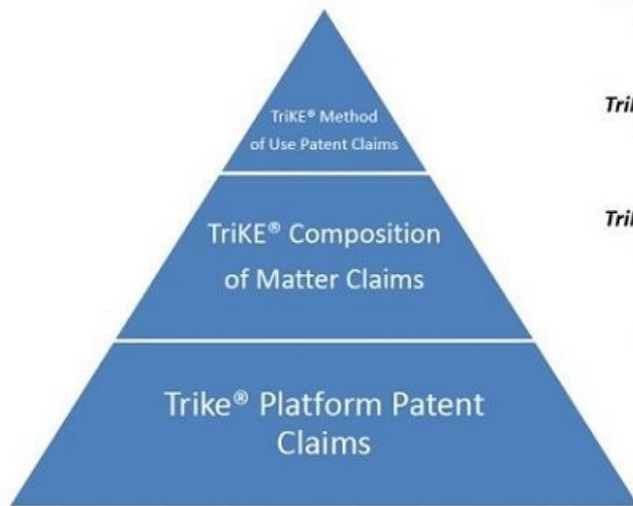 TriKE® Method
of Use Patent Claims
TriKE® Composition
of Matter Claims
Trike® Platform Patent
Claims